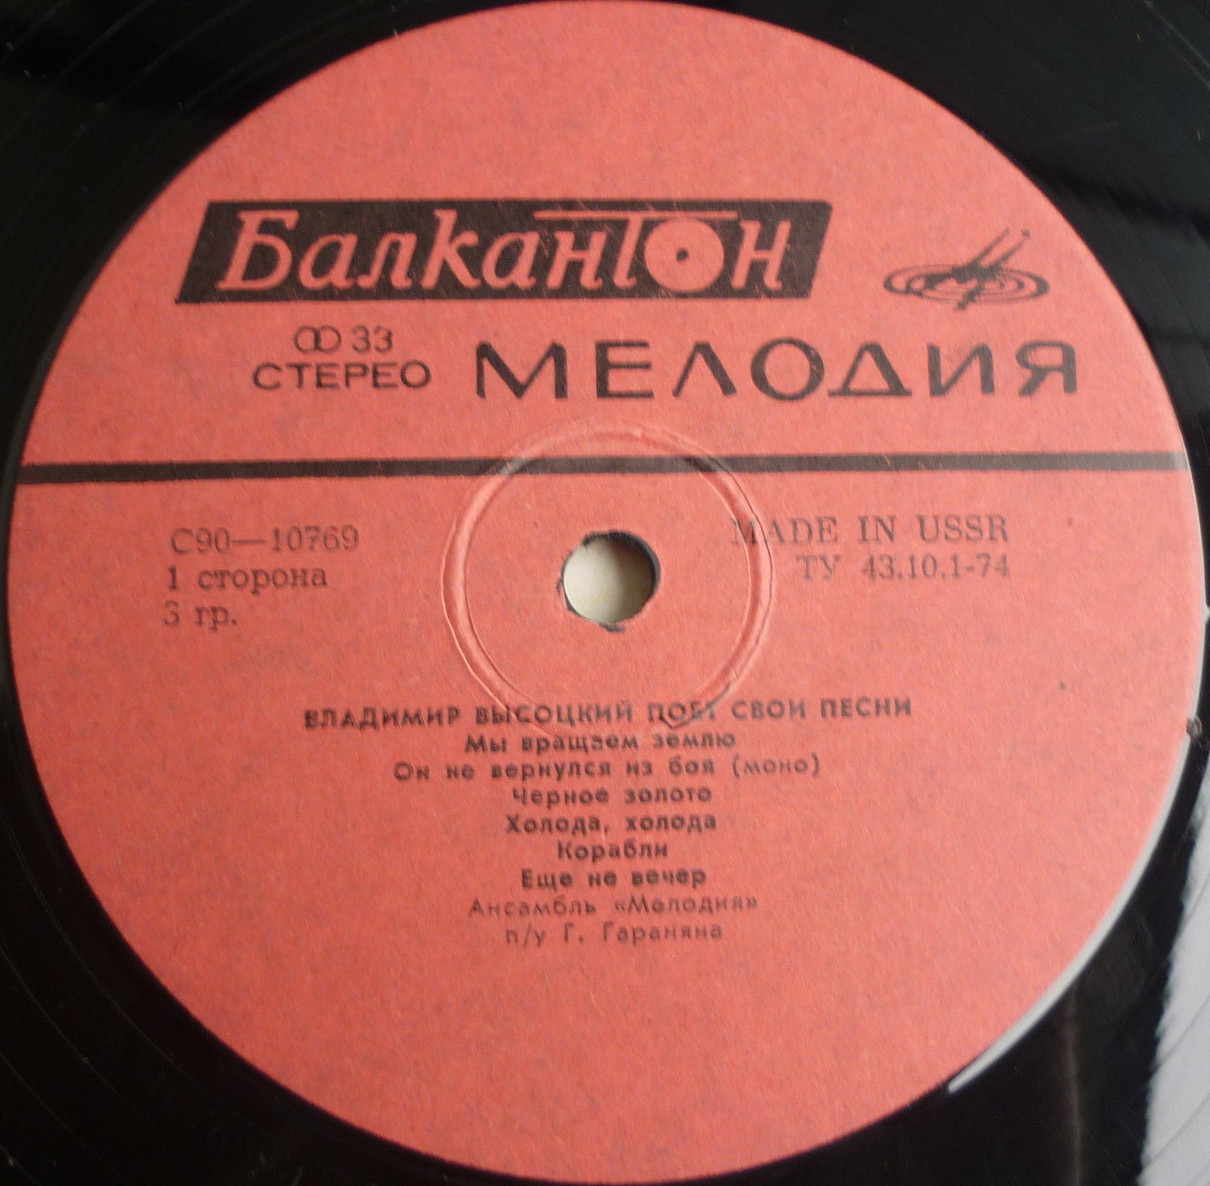 Балкантон
33
СТЕРЕО
МЕЛОДИЯ
С90—10769
1 сторона
3 гр.
MADE IN USSR
ТУ 43.10.1-74
ВЛАДИМИР ВЫСОЦКИЙ ПОЕТ СВОИ ПЕСНИ
Мы вращаем землю
Он не вернулся из боя (моно)
Черное золото
Холода, холода
Корабли
Еще не вечер
Ансамбль «Мелодия»
п/у Г. Гараняна